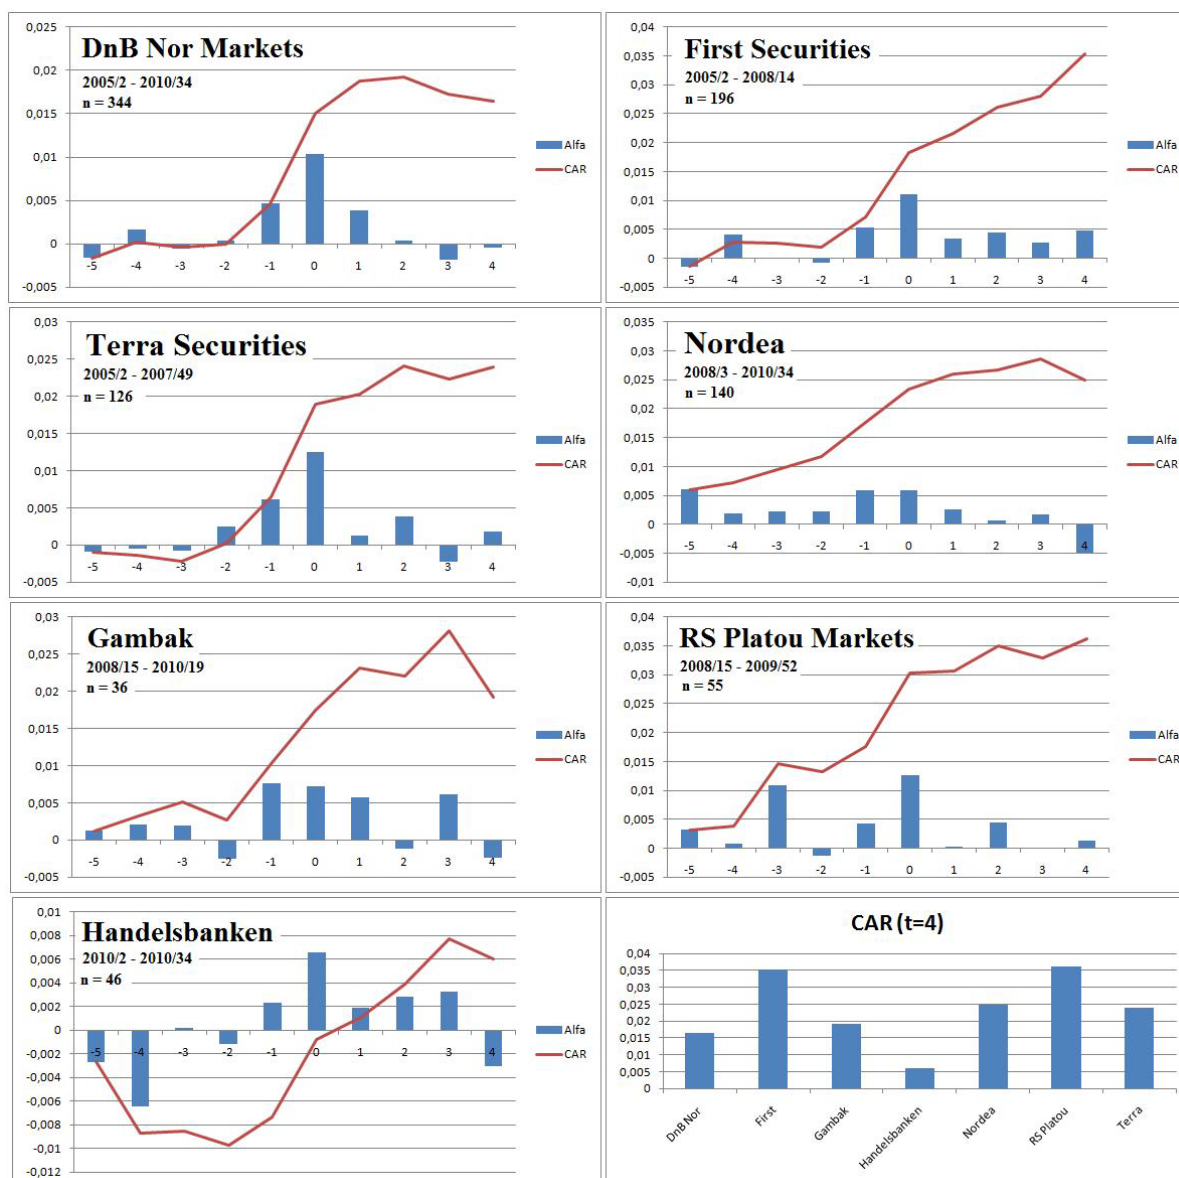 0,025
0,02
0,015
0,01
0,005
0
-0,005
DnB Nor Markets
2005/2 - 2010/34
n = 344
-5 -4 -3 -2 -1 0 1 2 3 4
Alfa
CAR
0,04
0,035
0,03
0,025
0,02
0,015
0,01
0,005
0
-0,005
First Securities
2005/2 - 2008/14
n = 196
-5 -4 -3 -2 -1 0 1 2 3 4
Alfa
CAR
0,03
0,025
0,02
0,015
0,01
0,005
0
-0,005
Terra Securities
2005/2 - 2007/49
n = 126
-5 -4 -3 -2 -1 0 1 2 3 4
Alfa
CAR
0,035
0,03
0,025
0,02
0,015
0,01
0,005
0
-0,005
-0,01
Nordea
2008/3 - 2010/34
n = 140
-5 -4 -3 -2 -1 0 1 2 3 4
Alfa
CAR
0,03
0,025
0,02
0,015
0,01
0,005
0
-0,005
Gambak
2008/15 - 2010/19
n = 36
-5 -4 -3 -2 -1 0 1 2 3 4
Alfa
CAR
0,04
0,035
0,03
0,025
0,02
0,015
0,01
0,005
0
-0,005
RS Platou Markets
2008/15 - 2009/52
n = 55
-5 -4 -3 -2 -1 0 1 2 3 4
Alfa
CAR
0,01
0,008
0,006
0,004
0,002
0
-0,002
-0,004
-0,006
-0,008
-0,01
-0,012
Handelsbanken
2010/2 - 2010/34
n = 46
-5 -4 -3 -2 -1 0 1 2 3 4
Alfa
CAR
CAR (t=4)
0,04
0,035
0,03
0,025
0,02
0,015
0,01
0,005
0
DnB Nor
First
Gambak
Handelsbanken
Nordea
RS Platou
Terra